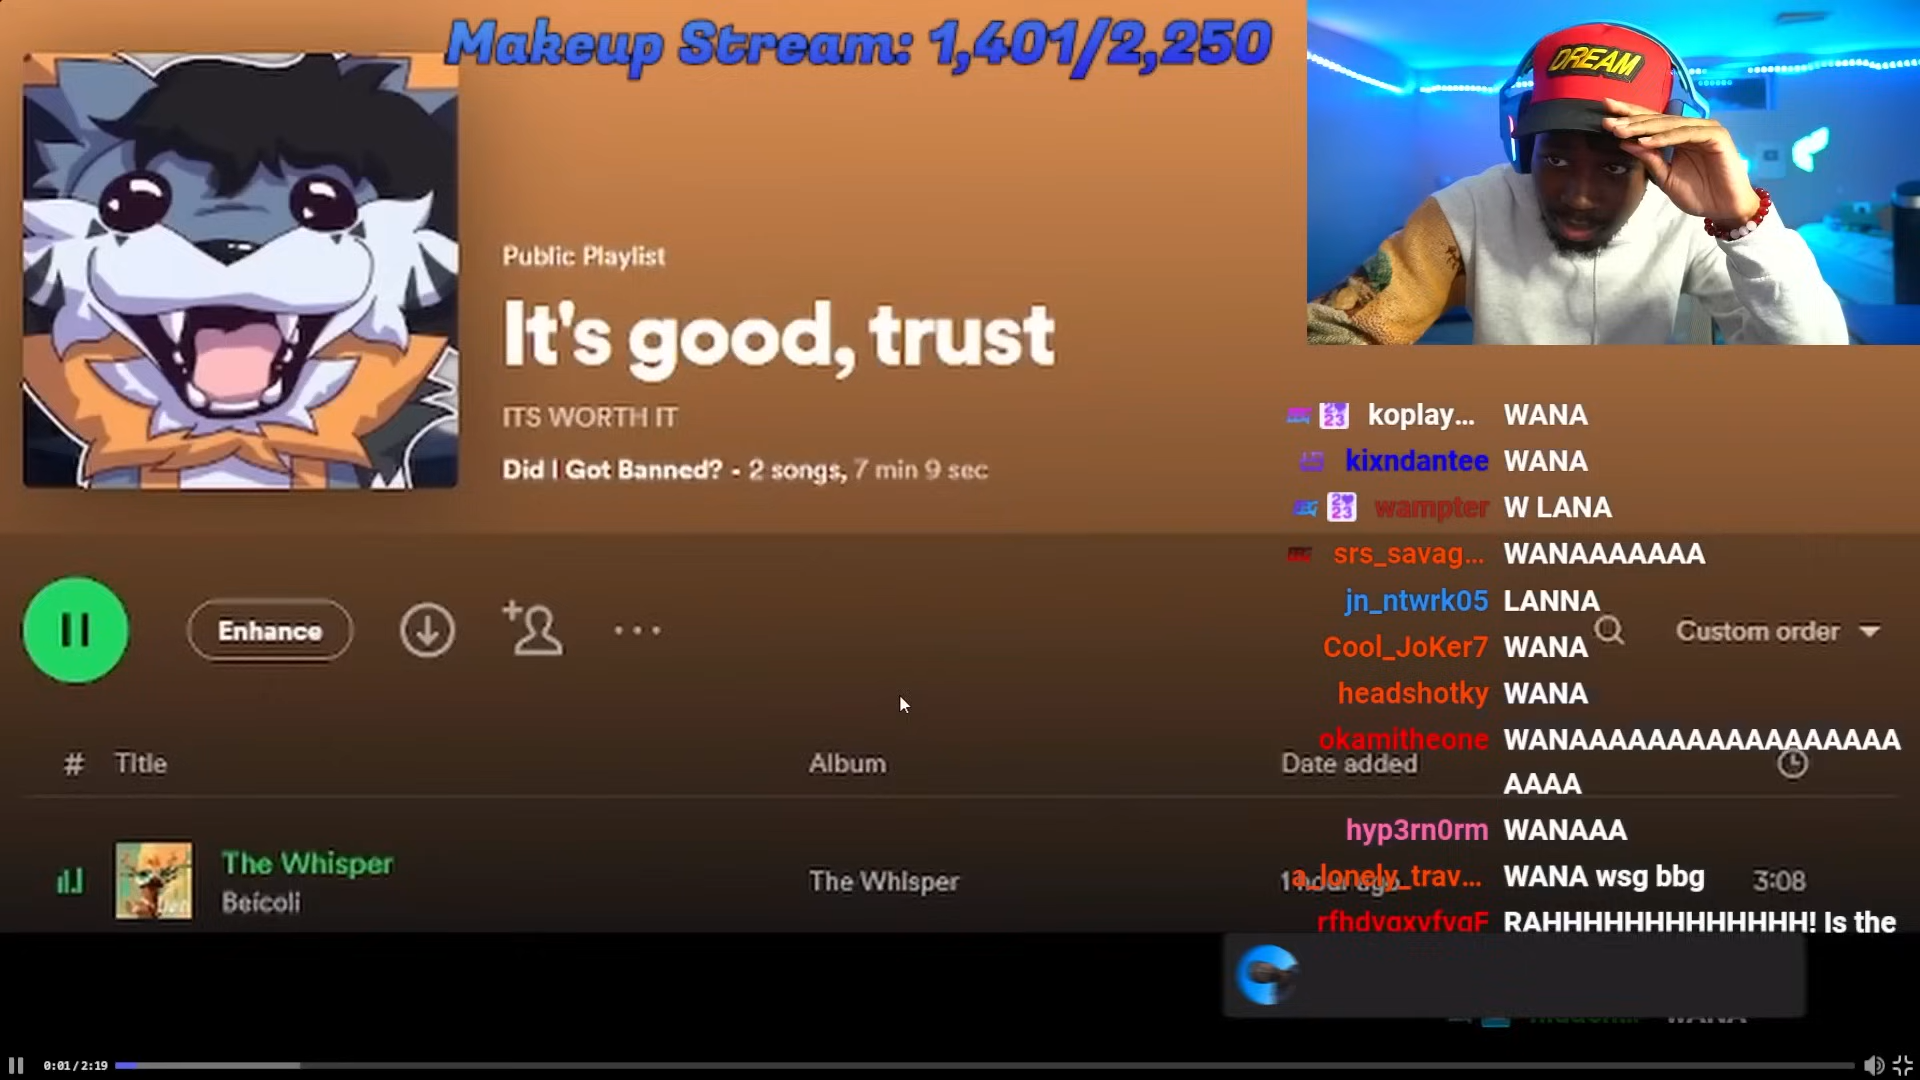 Makeup Stream: 1,401/2,250
DREAM
Public Playlist
It's good, trust
ITS WORTH IT
Did I Got Banned? - 2 songs, 7 min 9 sec
Enhance
Custom order
# Title Album Date added
The Whisper
Beícoli
The Whisper
3:08
koplay... WANA
kixndantee WANA
wampter W LANA
srs_savag... WANAAAAAAA
jn_ntwrk05 LANNA
Cool_JoKer7 WANA
headshotky WANA
okamitheone WANAAAAAAAAAAAAAAAAA
AAAA
hyp3rn0rm WANAAA
a_lonely_trav... WANA wsg bbg
RAHHHHHHHHHHHHH! Is the
0:01/2:19